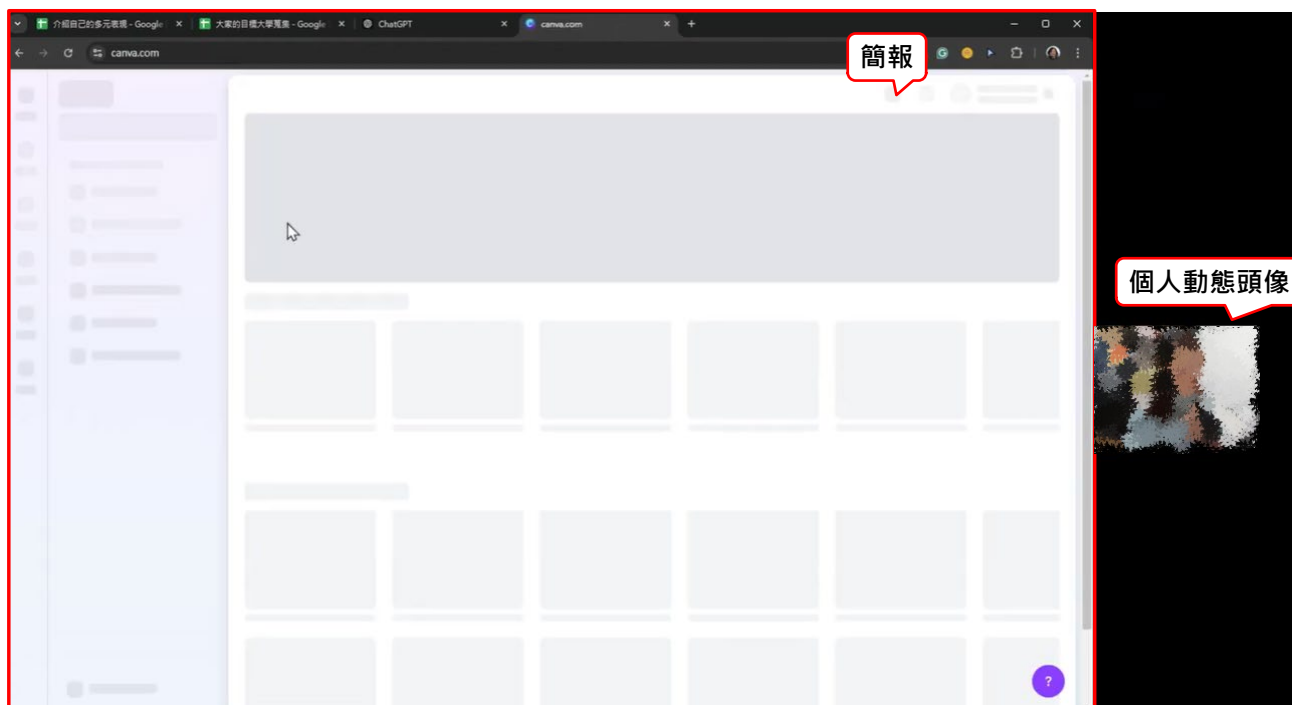 介紹自己的多元表現 - Google
大家的目標大學蒐集 - Google
ChatGPT
canva.com
canva.com
簡報
個人動態頭像
?